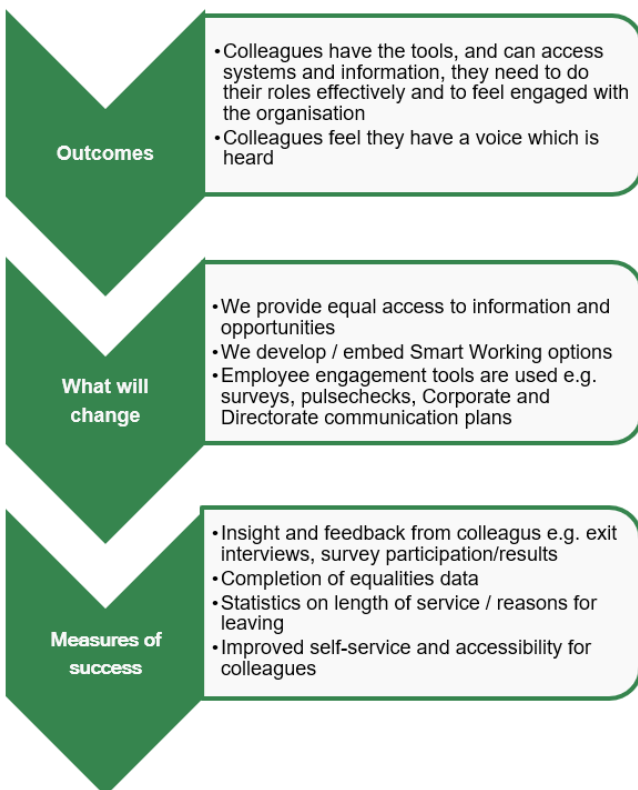 Outcomes
•Colleagues have the tools, and can access
systems and information, they need to do
their roles effectively and to feel engaged with
the organisation
•Colleagues feel they have a voice which is
heard
What will
change
•We provide equal access to information and
opportunities
•We develop / embed Smart Working options
•Employee engagement tools are used e.g.
surveys, pulsechecks, Corporate and
Directorate communication plans
Measures of
success
•Insight and feedback from colleagus e.g. exit
interviews, survey participation/results
•Completion of equalities data
•Statistics on length of service / reasons for
leaving
•Improved self-service and accessibility for
colleagues